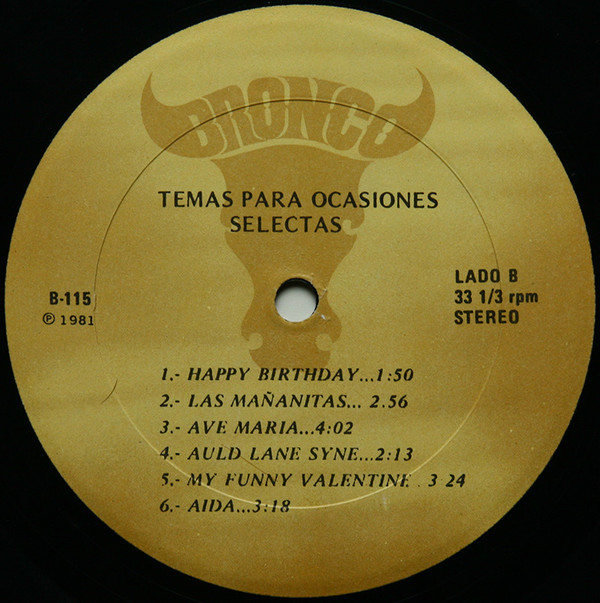 BRONCO
TEMAS PARA OCASIONES
SELECTAS
B-115
℗ 1981
LADO B
33 1/3 rpm
STEREO
1.- HAPPY BIRTHDAY...1:50
2.- LAS MAÑANITAS... 2.56
3.- AVE MARIA...4:02
4.- AULD LANE SYNE...2:13
5.- MY FUNNY VALENTINE . 3 24
6.- AIDA...3:18